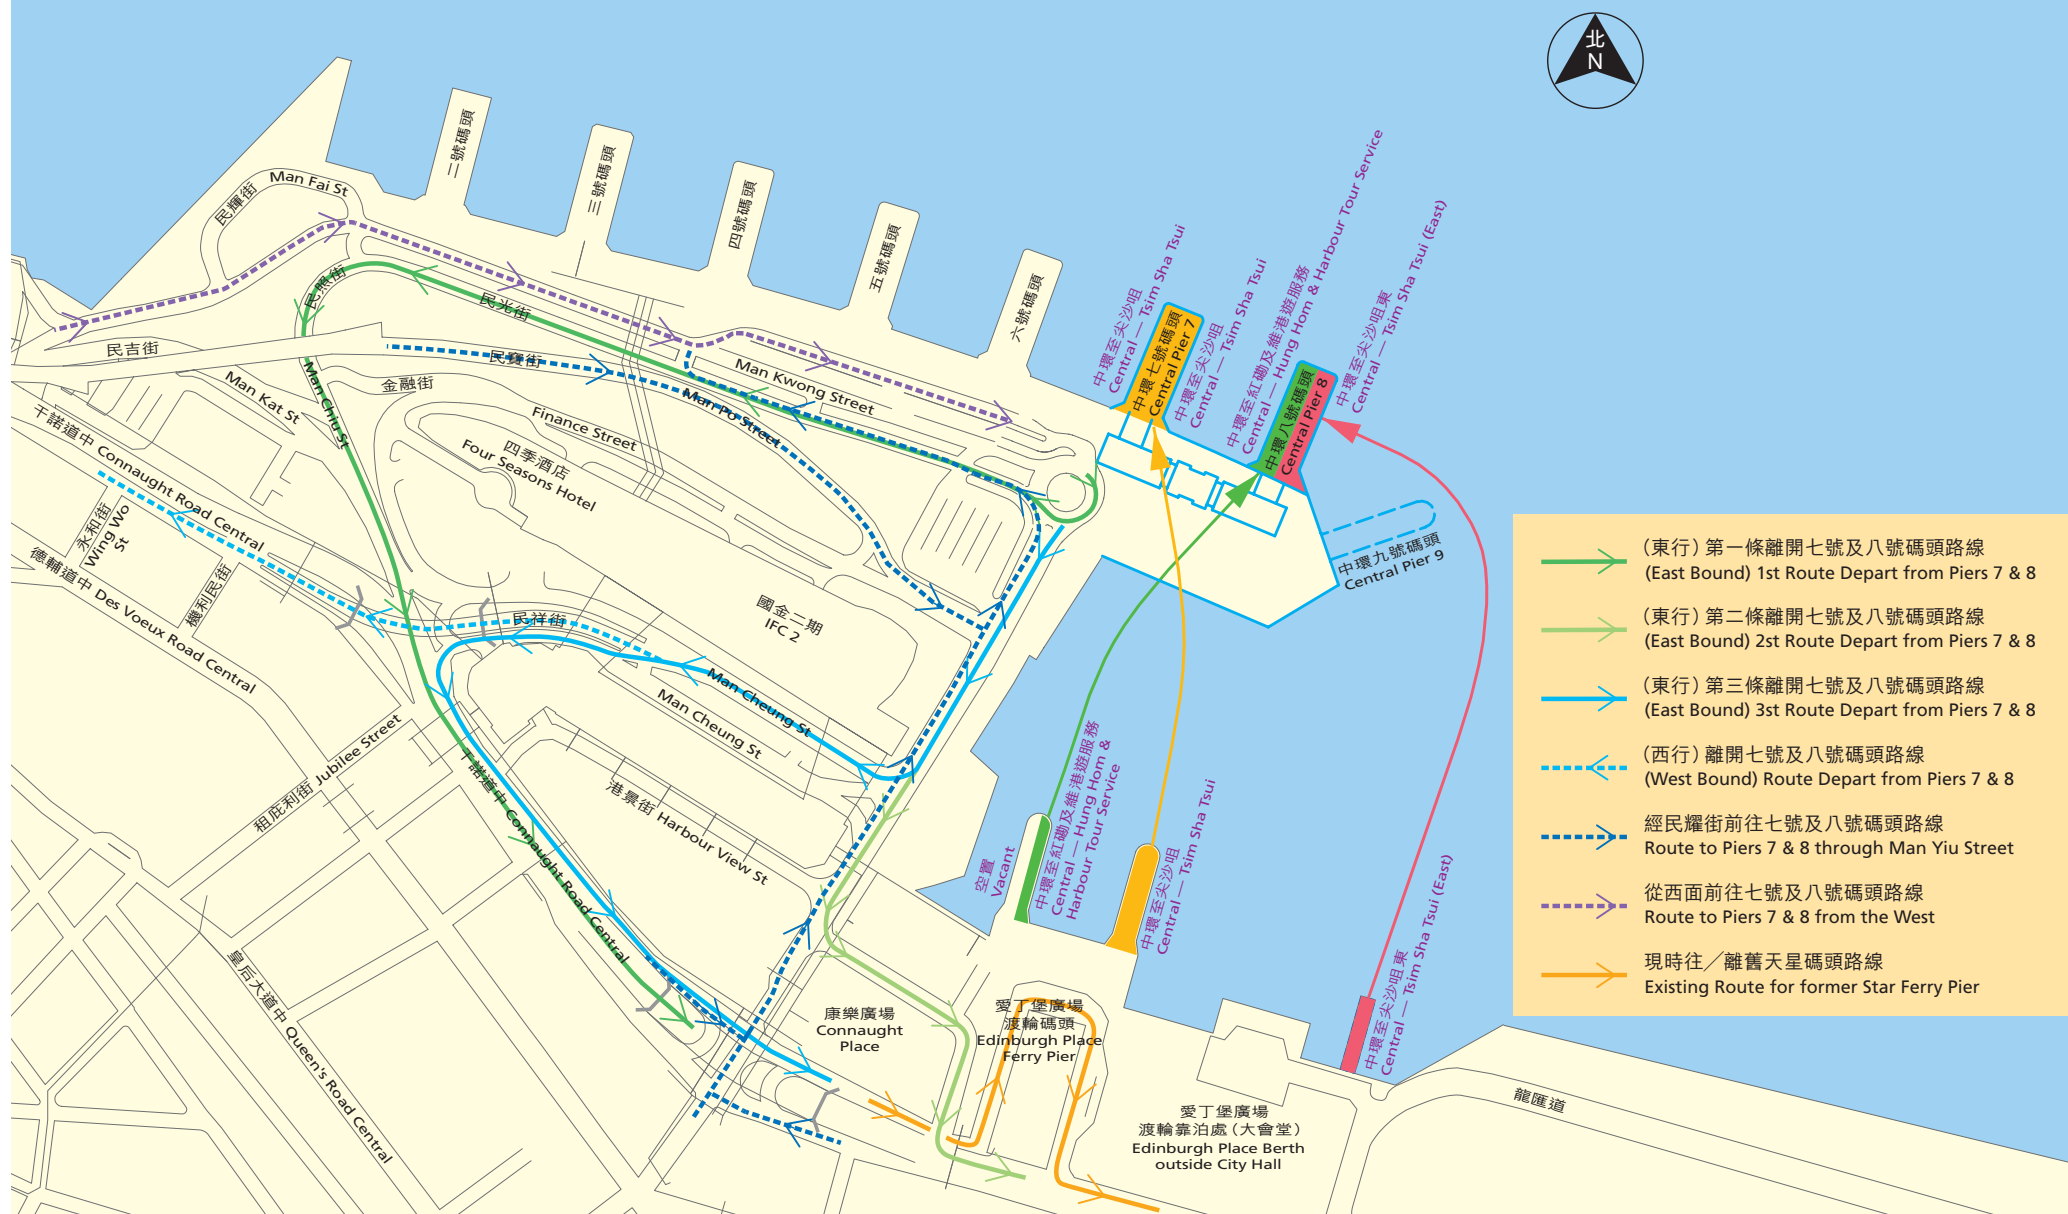 北
N
二號碼頭
三號碼頭
四號碼頭
五號碼頭
六號碼頭
民輝街
Man Fai St
民照街
民光街
民吉街
民寶街
金融街
Man Kwong Street
Man Po Street
Man Chiu St
Man Kat St
Finance Street
四季酒店
Four Seasons Hotel
干諾道中 Connaught Road Central
永和街
Wing Wo
St
機利民街
德輔道中 Des Voeux Road Central
民祥街
國金二期
IFC 2
Man Cheung St
Man Cheung St
租庇利街 Jubilee Street
港景街 Harbour View St
干諾道中 Connaught Road Central
皇后大道中 Queen's Road Central
康樂廣場
Connaught
Place
愛丁堡廣場
渡輪碼頭
Edinburgh Place
Ferry Pier
愛丁堡廣場
渡輪靠泊處(大會堂)
Edinburgh Place Berth
outside City Hall
龍匯道
中環至尖沙咀
Central — Tsim Sha Tsui
中環七號碼頭
Central Pier 7
中環至尖沙咀
Central — Tsim Sha Tsui
中環至紅磡及維港遊服務
Central — Hung Hom & Harbour Tour Service
中環八號碼頭
Central Pier 8
中環至尖沙咀東
Central — Tsim Sha Tsui (East)
中環九號碼頭
Central Pier 9
空置
Vacant
中環至紅磡及維港遊服務
Central — Hung Hom &
Harbour Tour Service
中環至尖沙咀
Central — Tsim Sha Tsui
中環至尖沙咀東
Central — Tsim Sha Tsui (East)
(東行) 第一條離開七號及八號碼頭路線
(East Bound) 1st Route Depart from Piers 7 & 8
(東行) 第二條離開七號及八號碼頭路線
(East Bound) 2st Route Depart from Piers 7 & 8
(東行) 第三條離開七號及八號碼頭路線
(East Bound) 3st Route Depart from Piers 7 & 8
(西行) 離開七號及八號碼頭路線
(West Bound) Route Depart from Piers 7 & 8
經民耀街前往七號及八號碼頭路線
Route to Piers 7 & 8 through Man Yiu Street
從西面前往七號及八號碼頭路線
Route to Piers 7 & 8 from the West
現時往╱離舊天星碼頭路線
Existing Route for former Star Ferry Pier